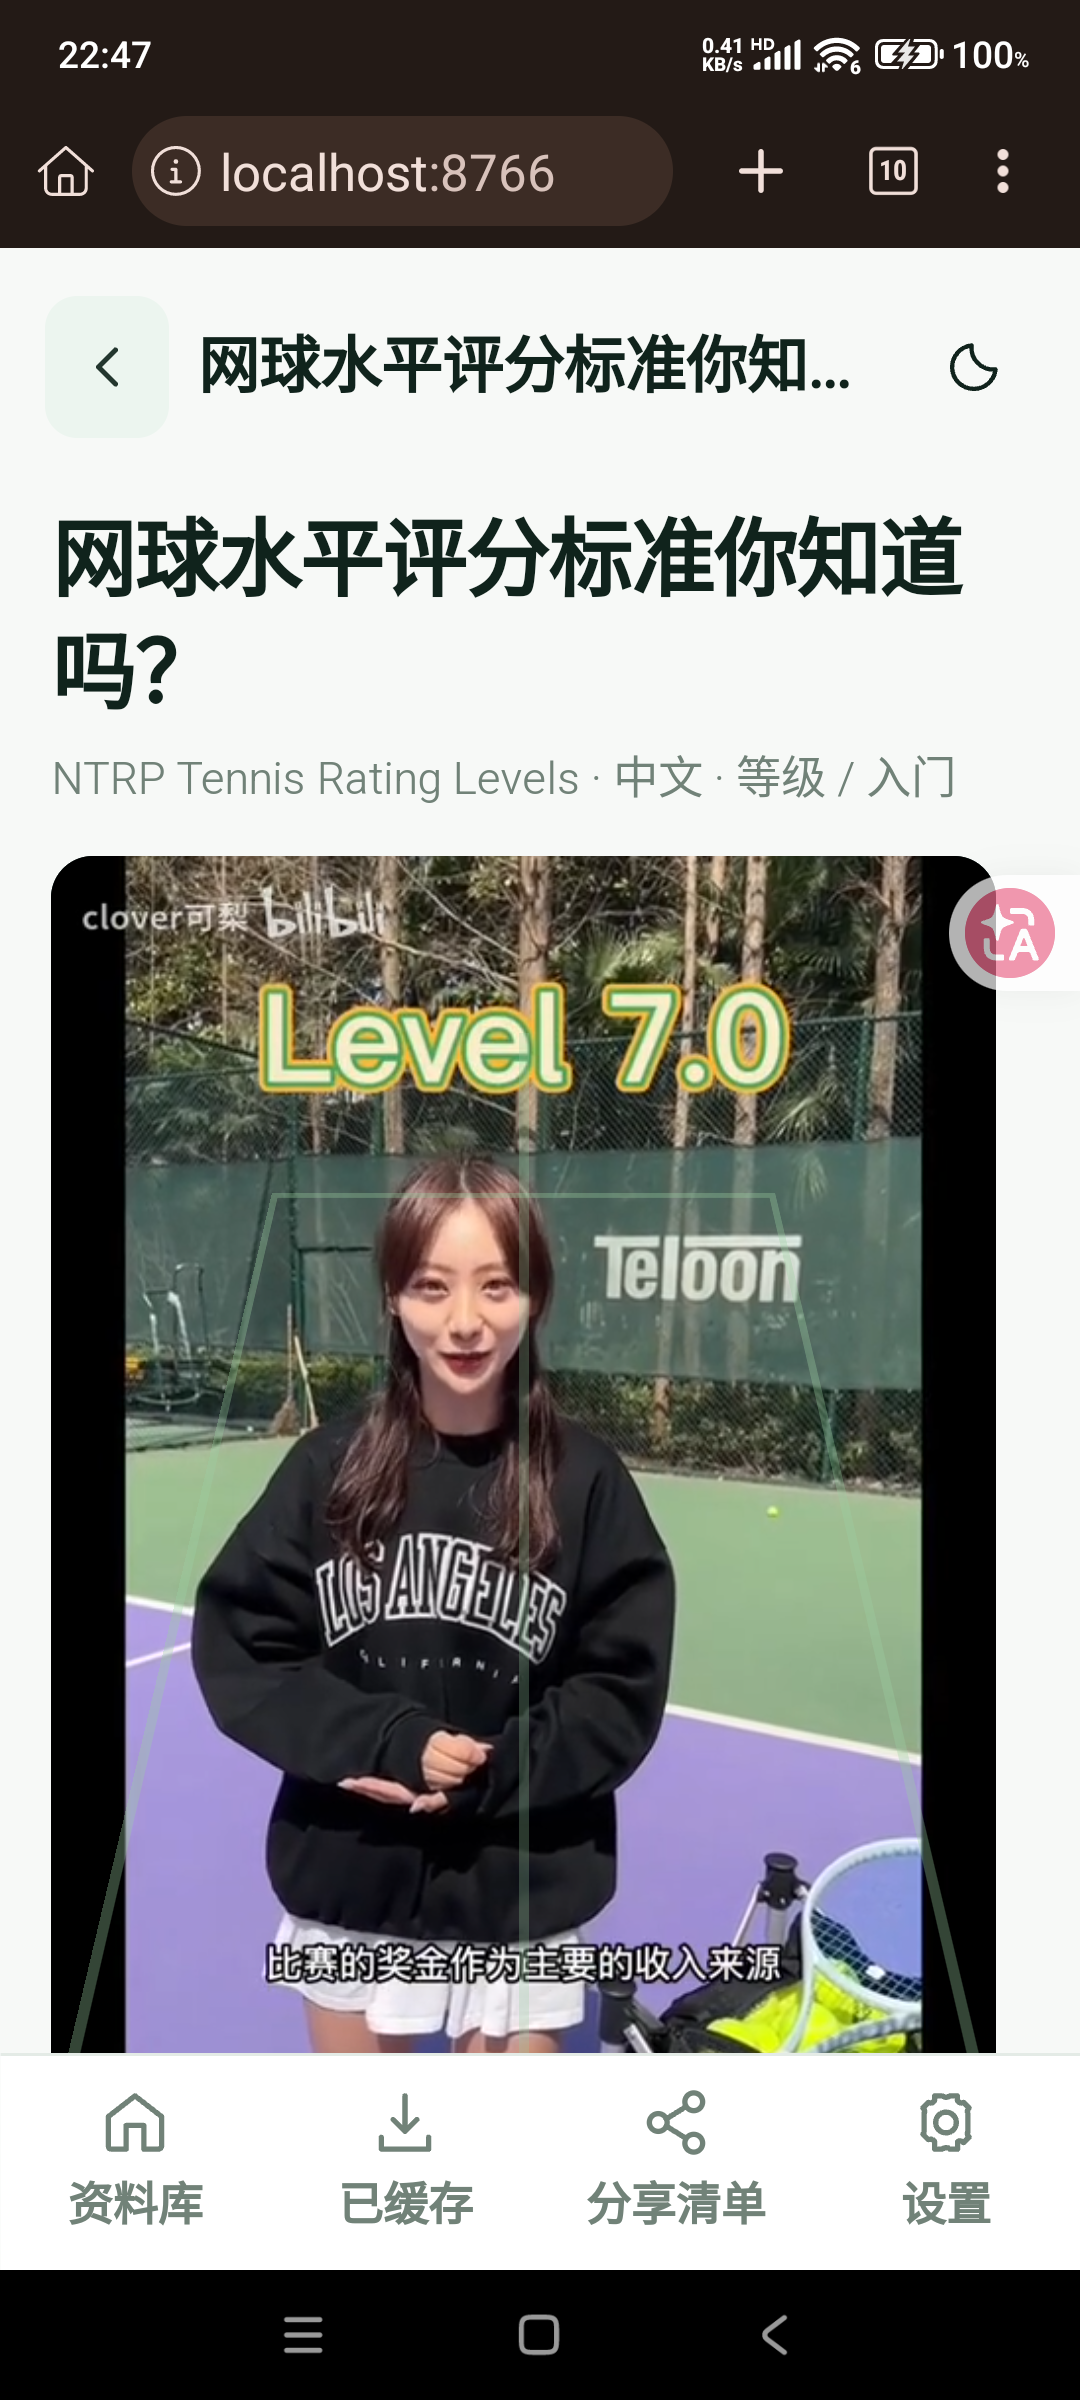 22:47
0.41 KB/s HD 6 100%
localhost:8766
10
网球水平评分标准你知...
网球水平评分标准你知道
吗?
NTRP Tennis Rating Levels · 中文 · 等级 / 入门
clover可梨 bilibili
A
Level 7.0
Teloon
LOS ANGELES
CALIFORNIA
比赛的奖金作为主要的收入来源
资料库
已缓存
分享清单
设置